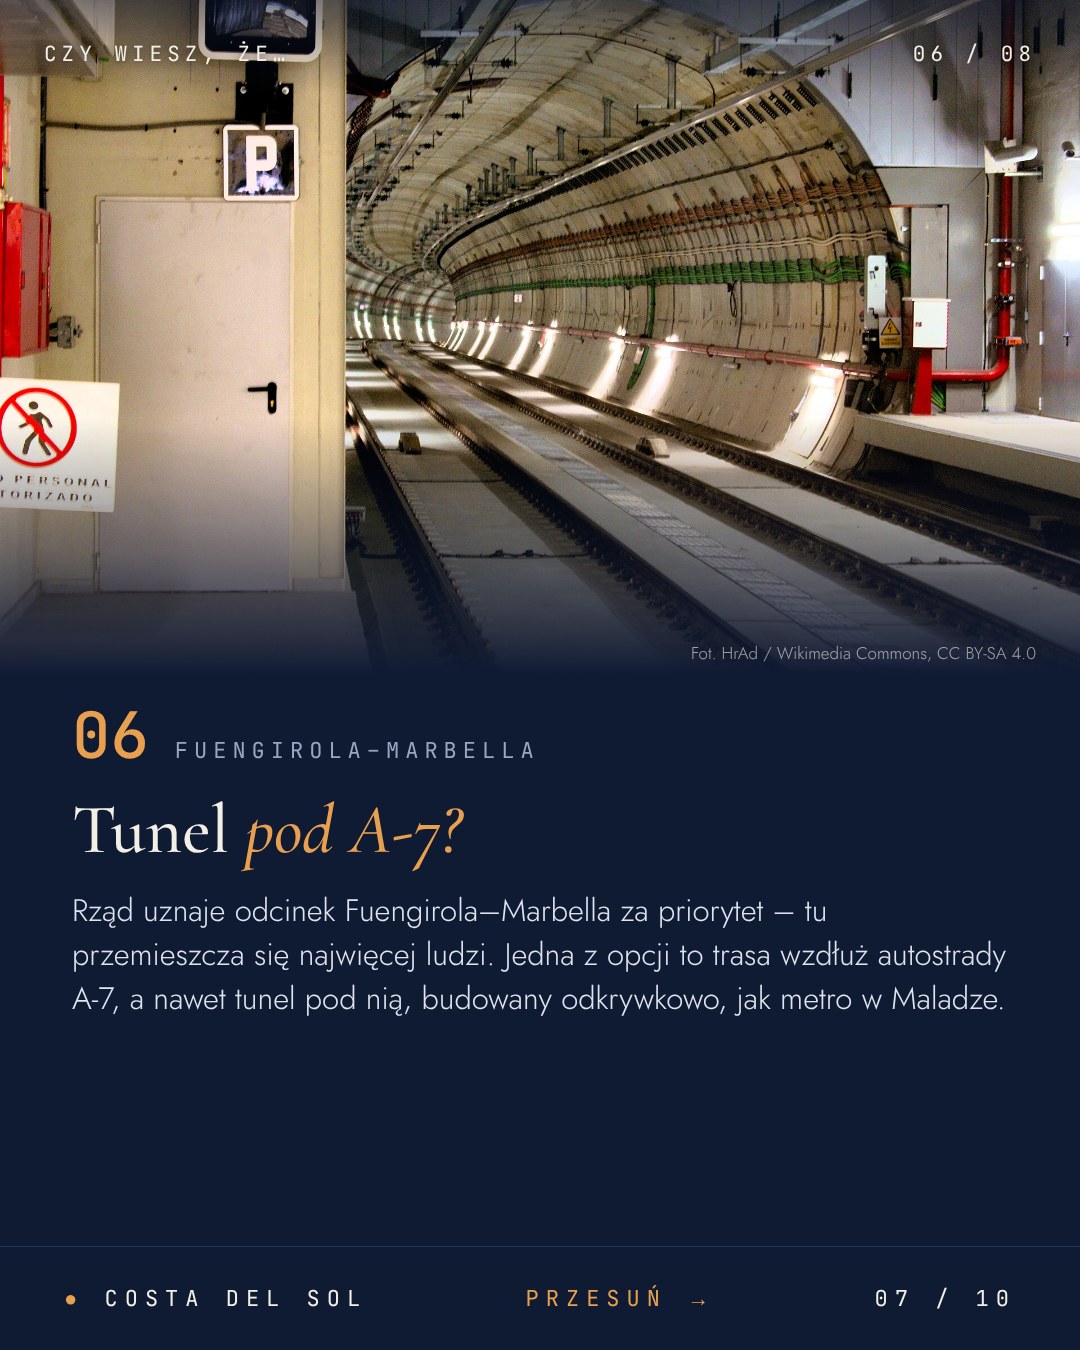 CZY WIESZ, ŻE…
06 / 08
P
PERSONAL
TORIZADO
Fot. HrAd / Wikimedia Commons, CC BY-SA 4.0
06 FUENGIROLA–MARBELLA
Tunel pod A-7?
Rząd uznaje odcinek Fuengirola–Marbella za priorytet – tu
przemieszcza się najwięcej ludzi. Jedna z opcji to trasa wzdłuż autostrady
A-7, a nawet tunel pod nią, budowany odkrywkowo, jak metro w Maladze.
• COSTA DEL SOL
PRZESUŃ →
07 / 10